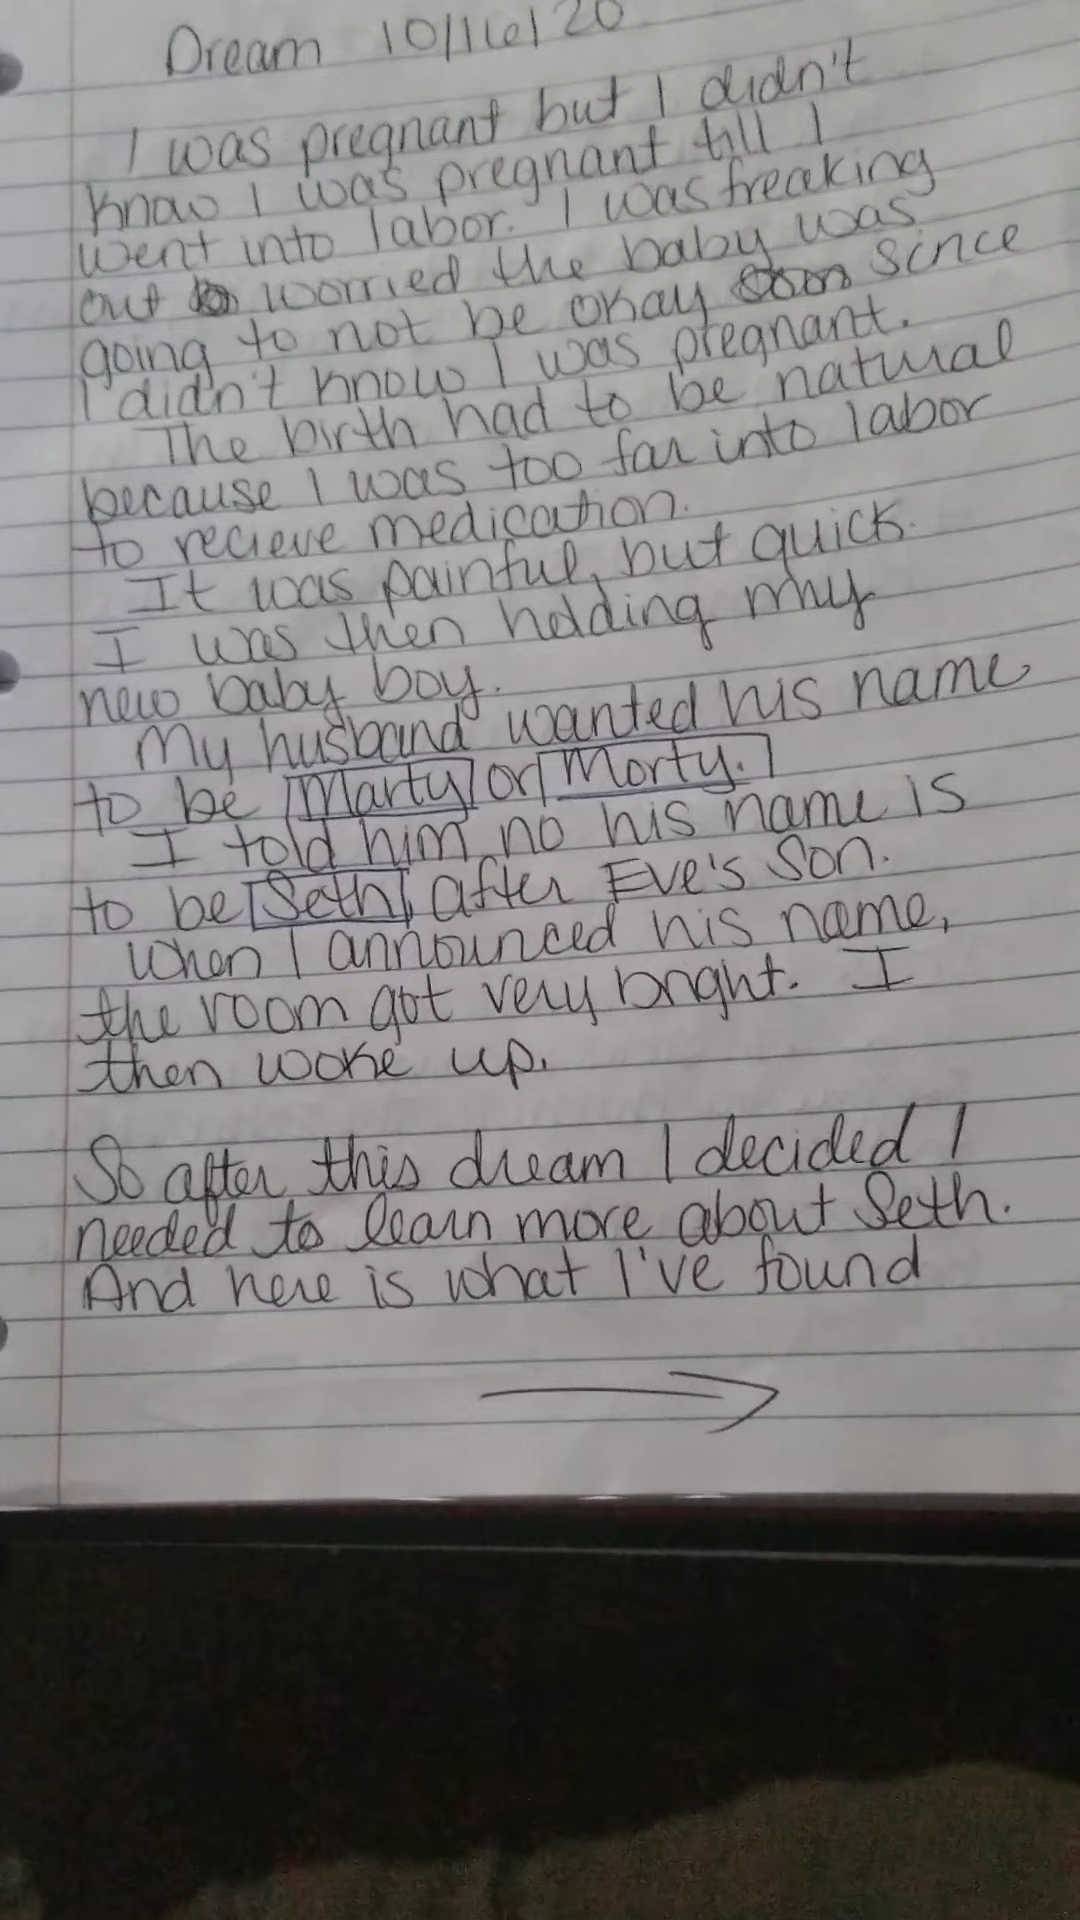 Dream 10/16/20
I was pregnant but I didn't
know I was pregnant till I
went into labor. I was freaking
out worried the baby was
going to not be okay since
I didn't know I was pregnant.
The birth had to be natural
because I was too far into labor
to recieve medication.
It was painful, but quick.
I was then holding my
new baby boy.
My husband wanted his name
to be Marty or Morty.
I told him no his name is
to be Seth, after Eve's son.
When I announced his name,
the room got very bright. I
then woke up.
So after this dream I decided I
needed to learn more about Seth.
And here is what I've found